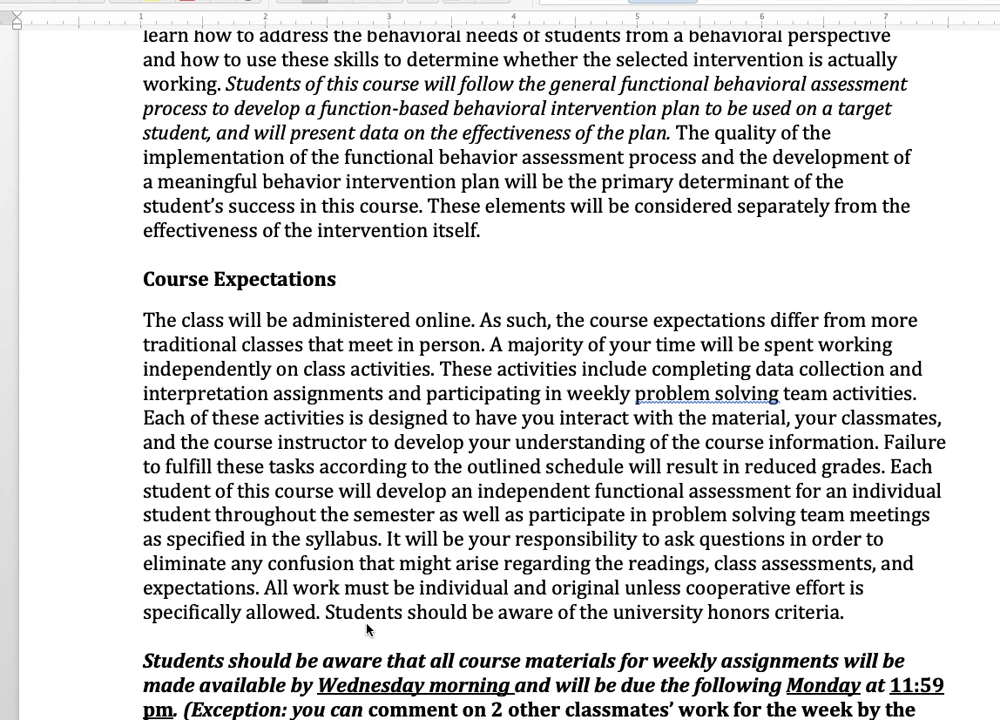 1 2 3 4 5 6 7
learn how to address the behavioral needs of students from a behavioral perspective
and how to use these skills to determine whether the selected intervention is actually
working. Students of this course will follow the general functional behavioral assessment
process to develop a function-based behavioral intervention plan to be used on a target
student, and will present data on the effectiveness of the plan. The quality of the
implementation of the functional behavior assessment process and the development of
a meaningful behavior intervention plan will be the primary determinant of the
student’s success in this course. These elements will be considered separately from the
effectiveness of the intervention itself.
Course Expectations
The class will be administered online. As such, the course expectations differ from more
traditional classes that meet in person. A majority of your time will be spent working
independently on class activities. These activities include completing data collection and
interpretation assignments and participating in weekly problem solving team activities.
Each of these activities is designed to have you interact with the material, your classmates,
and the course instructor to develop your understanding of the course information. Failure
to fulfill these tasks according to the outlined schedule will result in reduced grades. Each
student of this course will develop an independent functional assessment for an individual
student throughout the semester as well as participate in problem solving team meetings
as specified in the syllabus. It will be your responsibility to ask questions in order to
eliminate any confusion that might arise regarding the readings, class assessments, and
expectations. All work must be individual and original unless cooperative effort is
specifically allowed. Students should be aware of the university honors criteria.
Students should be aware that all course materials for weekly assignments will be
made available by Wednesday morning and will be due the following Monday at 11:59
pm. (Exception: you can comment on 2 other classmates’ work for the week by the